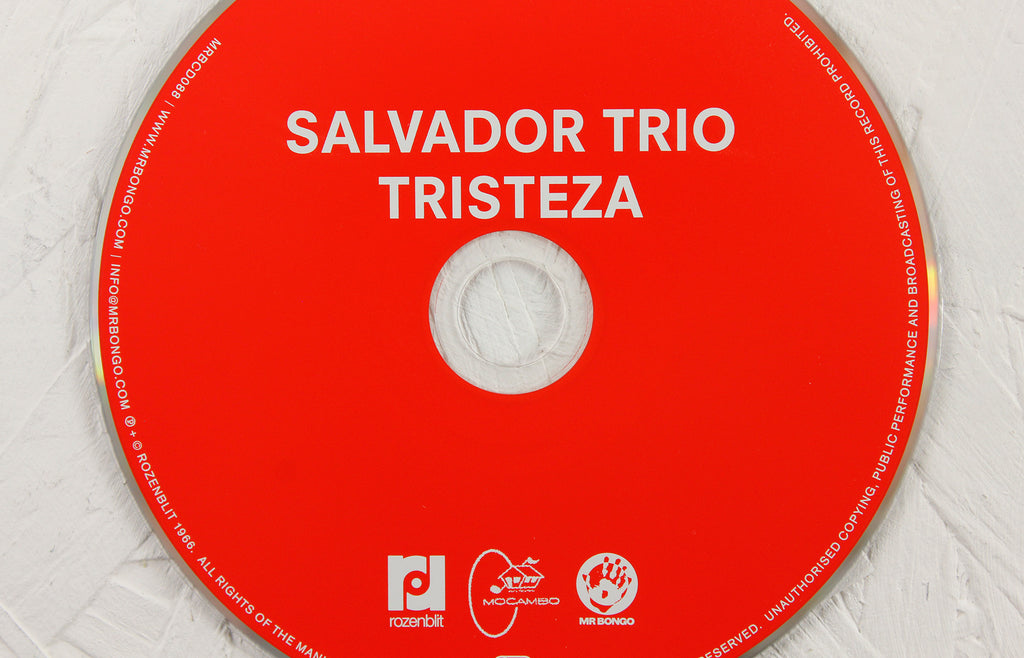 SALVADOR TRIO
TRISTEZA
MRBCD088 | WWW.MRBONGO.COM | INFO@MRBONGO.COM ℗ + © ROZENBLIT 1966. ALL RIGHTS OF THE
UNAUTHORISED COPYING, PUBLIC PERFORMANCE AND BROADCASTING OF THIS RECORD PROHIBITED.
rozenblit
MOCAMBO
MR BONGO